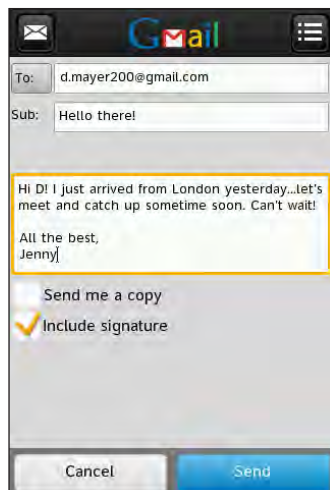 Gmail
To: d.mayer200@gmail.com
Sub: Hello there!
Hi D! I just arrived from London yesterday...let's
meet and catch up sometime soon. Can't wait!
All the best,
Jenny
Send me a copy
Include signature
Cancel Send